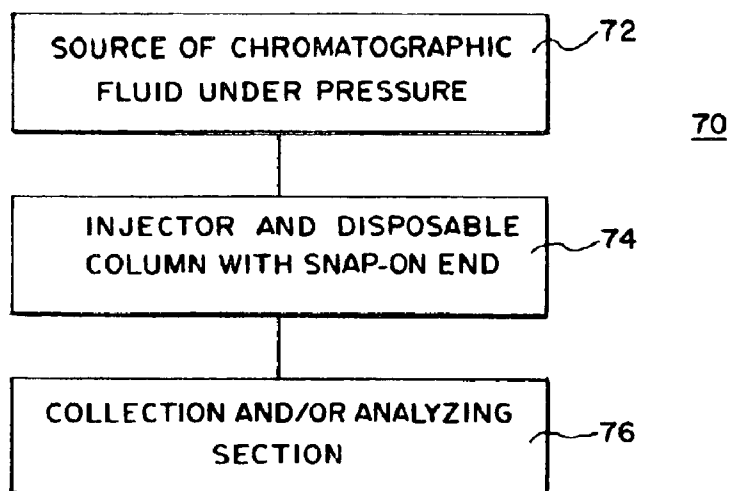 SOURCE OF CHROMATOGRAPHIC
FLUID UNDER PRESSURE
72
70
INJECTOR AND DISPOSABLE
COLUMN WITH SNAP-ON END
74
COLLECTION AND/OR ANALYZING
SECTION
76